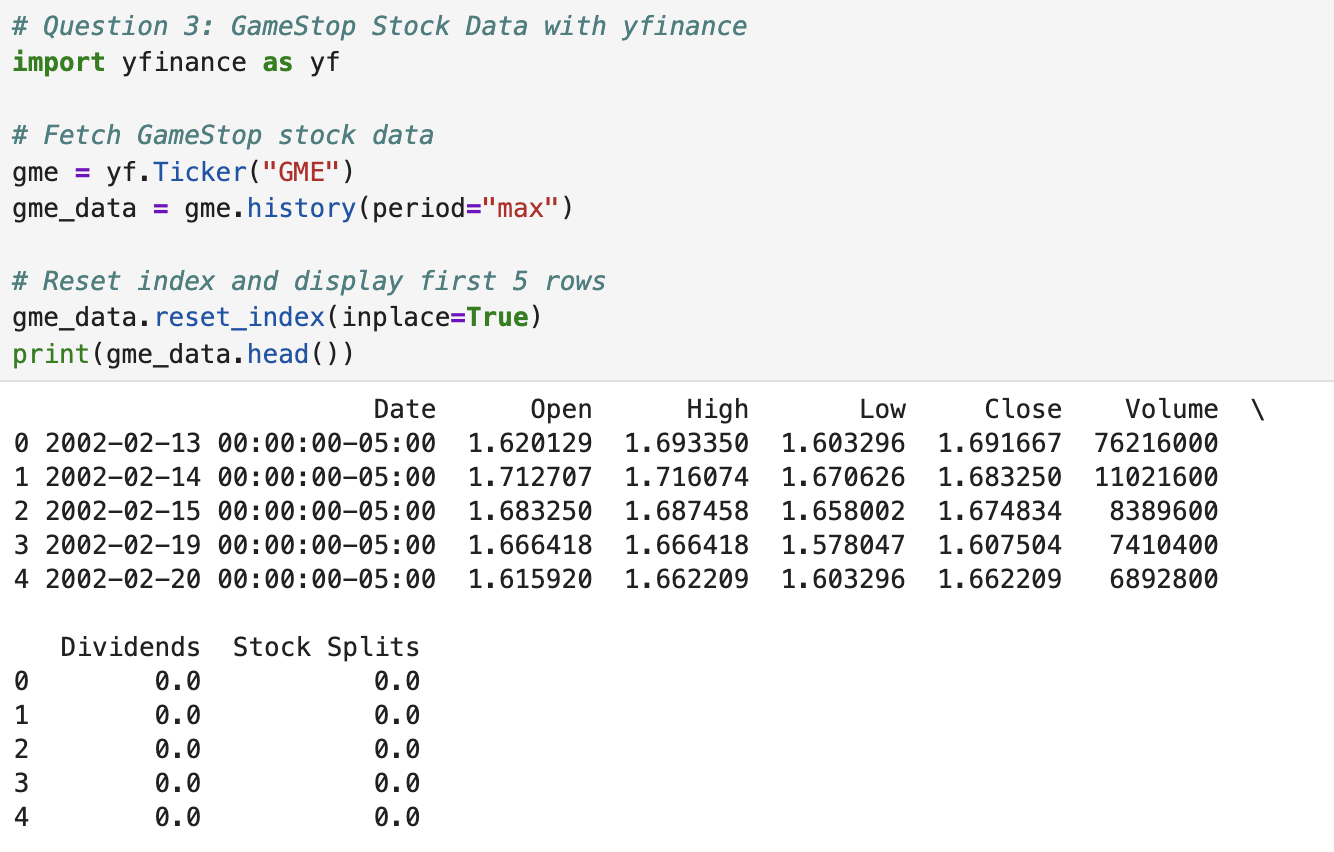 # Question 3: GameStop Stock Data with yfinance
import yfinance as yf
# Fetch GameStop stock data
gme = yf.Ticker("GME")
gme_data = gme.history(period="max")
# Reset index and display first 5 rows
gme_data.reset_index(inplace=True)
print(gme_data.head())
Date Open High Low Close Volume \
0 2002-02-13 00:00:00-05:00 1.620129 1.693350 1.603296 1.691667 76216000
1 2002-02-14 00:00:00-05:00 1.712707 1.716074 1.670626 1.683250 11021600
2 2002-02-15 00:00:00-05:00 1.683250 1.687458 1.658002 1.674834 8389600
3 2002-02-19 00:00:00-05:00 1.666418 1.666418 1.578047 1.607504 7410400
4 2002-02-20 00:00:00-05:00 1.615920 1.662209 1.603296 1.662209 6892800
Dividends Stock Splits
0 0.0 0.0
1 0.0 0.0
2 0.0 0.0
3 0.0 0.0
4 0.0 0.0